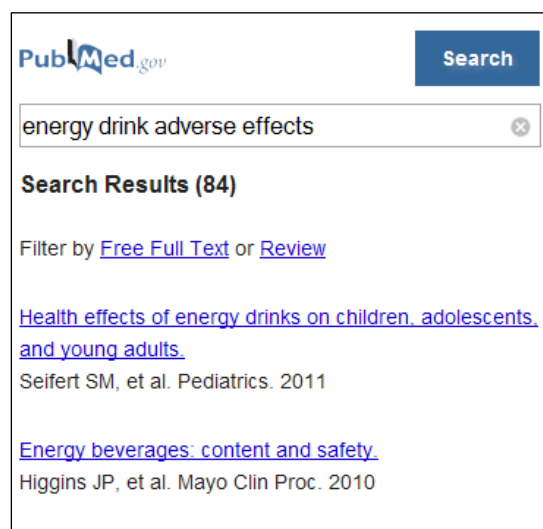 PubMed.gov
Search
energy drink adverse effects
Search Results (84)
Filter by Free Full Text or Review
Health effects of energy drinks on children, adolescents,
and young adults.
Seifert SM, et al. Pediatrics. 2011
Energy beverages: content and safety.
Higgins JP, et al. Mayo Clin Proc. 2010